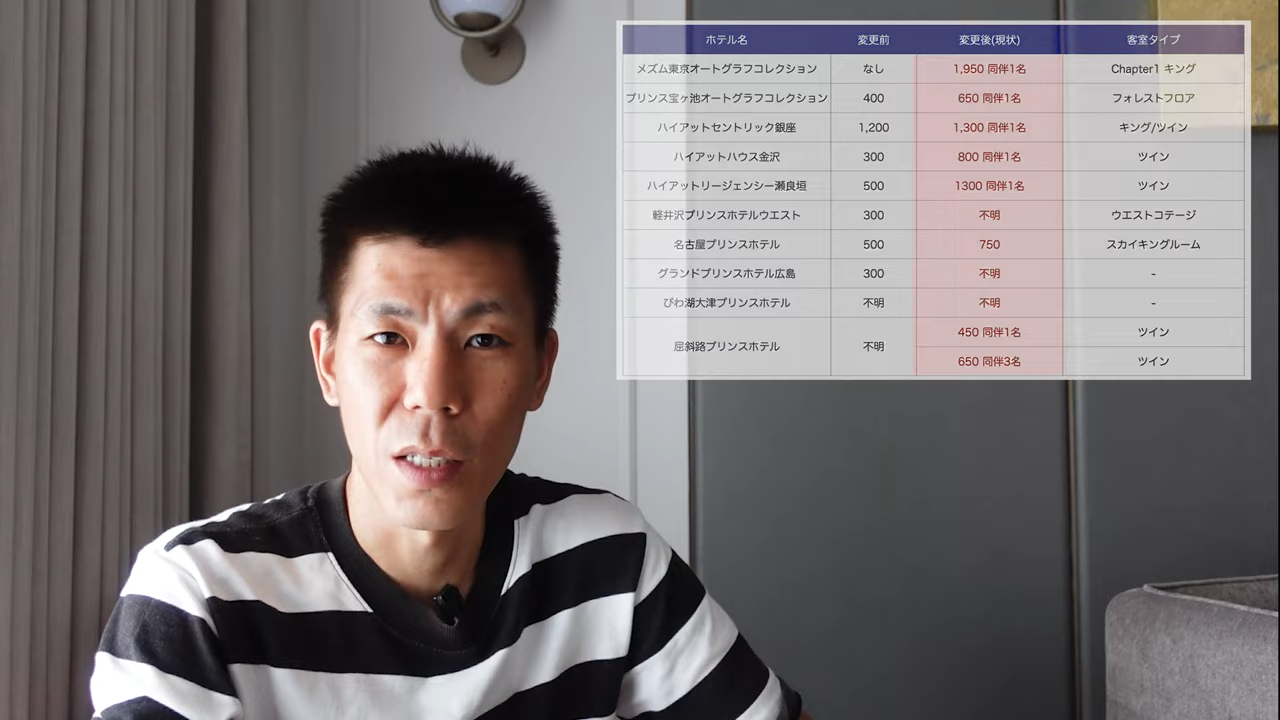 ホテル名 変更前 変更後(現状) 客室タイプ
メズム東京オートグラフコレクション なし 1,950 同伴1名 Chapter1 キング
プリンス宝ヶ池オートグラフコレクション 400 650 同伴1名 フォレストフロア
ハイアットセントリック銀座 1,200 1,300 同伴1名 キング/ツイン
ハイアットハウス金沢 300 800 同伴1名 ツイン
ハイアットリージェンシー瀬良垣 500 1300 同伴1名 ツイン
軽井沢プリンスホテルウエスト 300 不明 ウエストコテージ
名古屋プリンスホテル 500 750 スカイキングルーム
グランドプリンスホテル広島 300 不明 -
びわ湖大津プリンスホテル 不明 不明 -
屈斜路プリンスホテル 不明 450 同伴1名 ツイン
650 同伴3名 ツイン